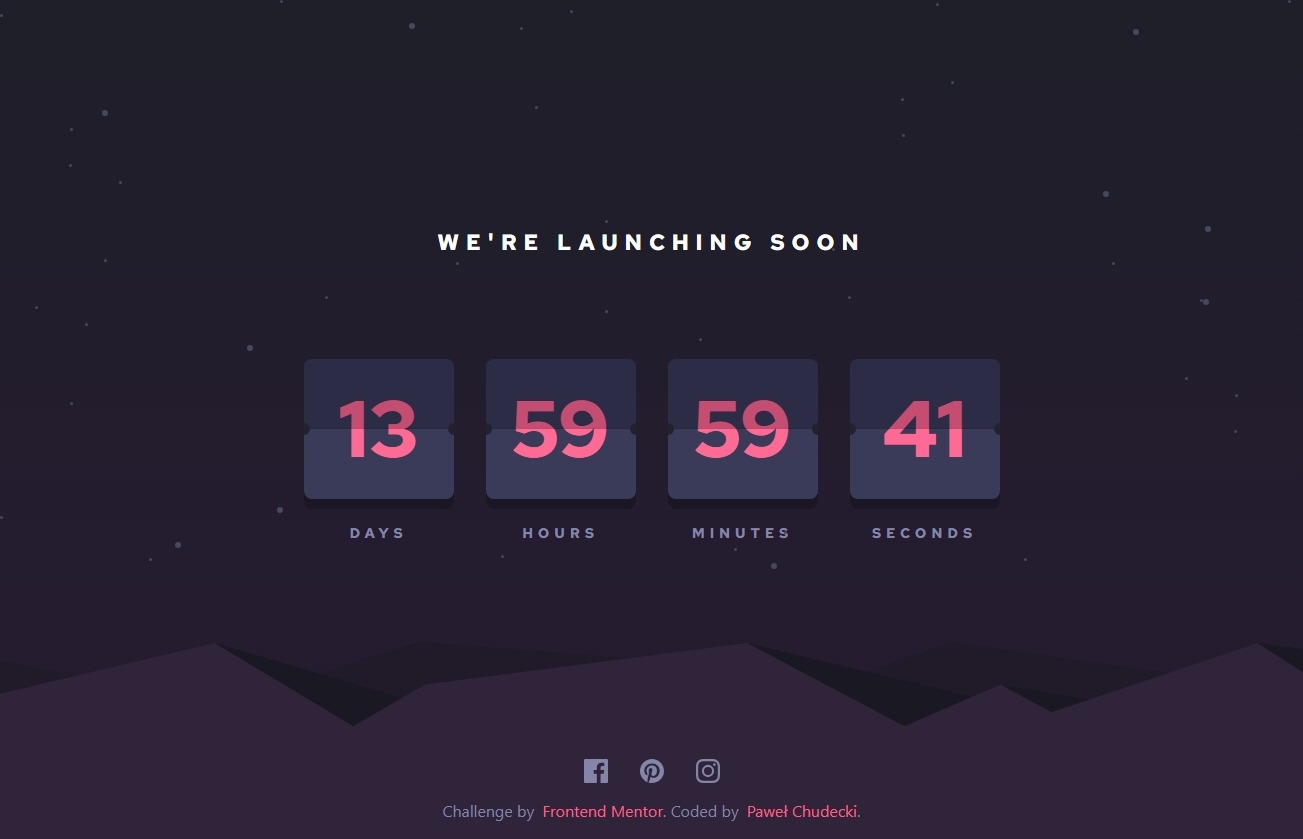 WE'RE LAUNCHING SOON
13 59 59 41
DAYS HOURS MINUTES SECONDS
Challenge by Frontend Mentor. Coded by Paweł Chudecki.